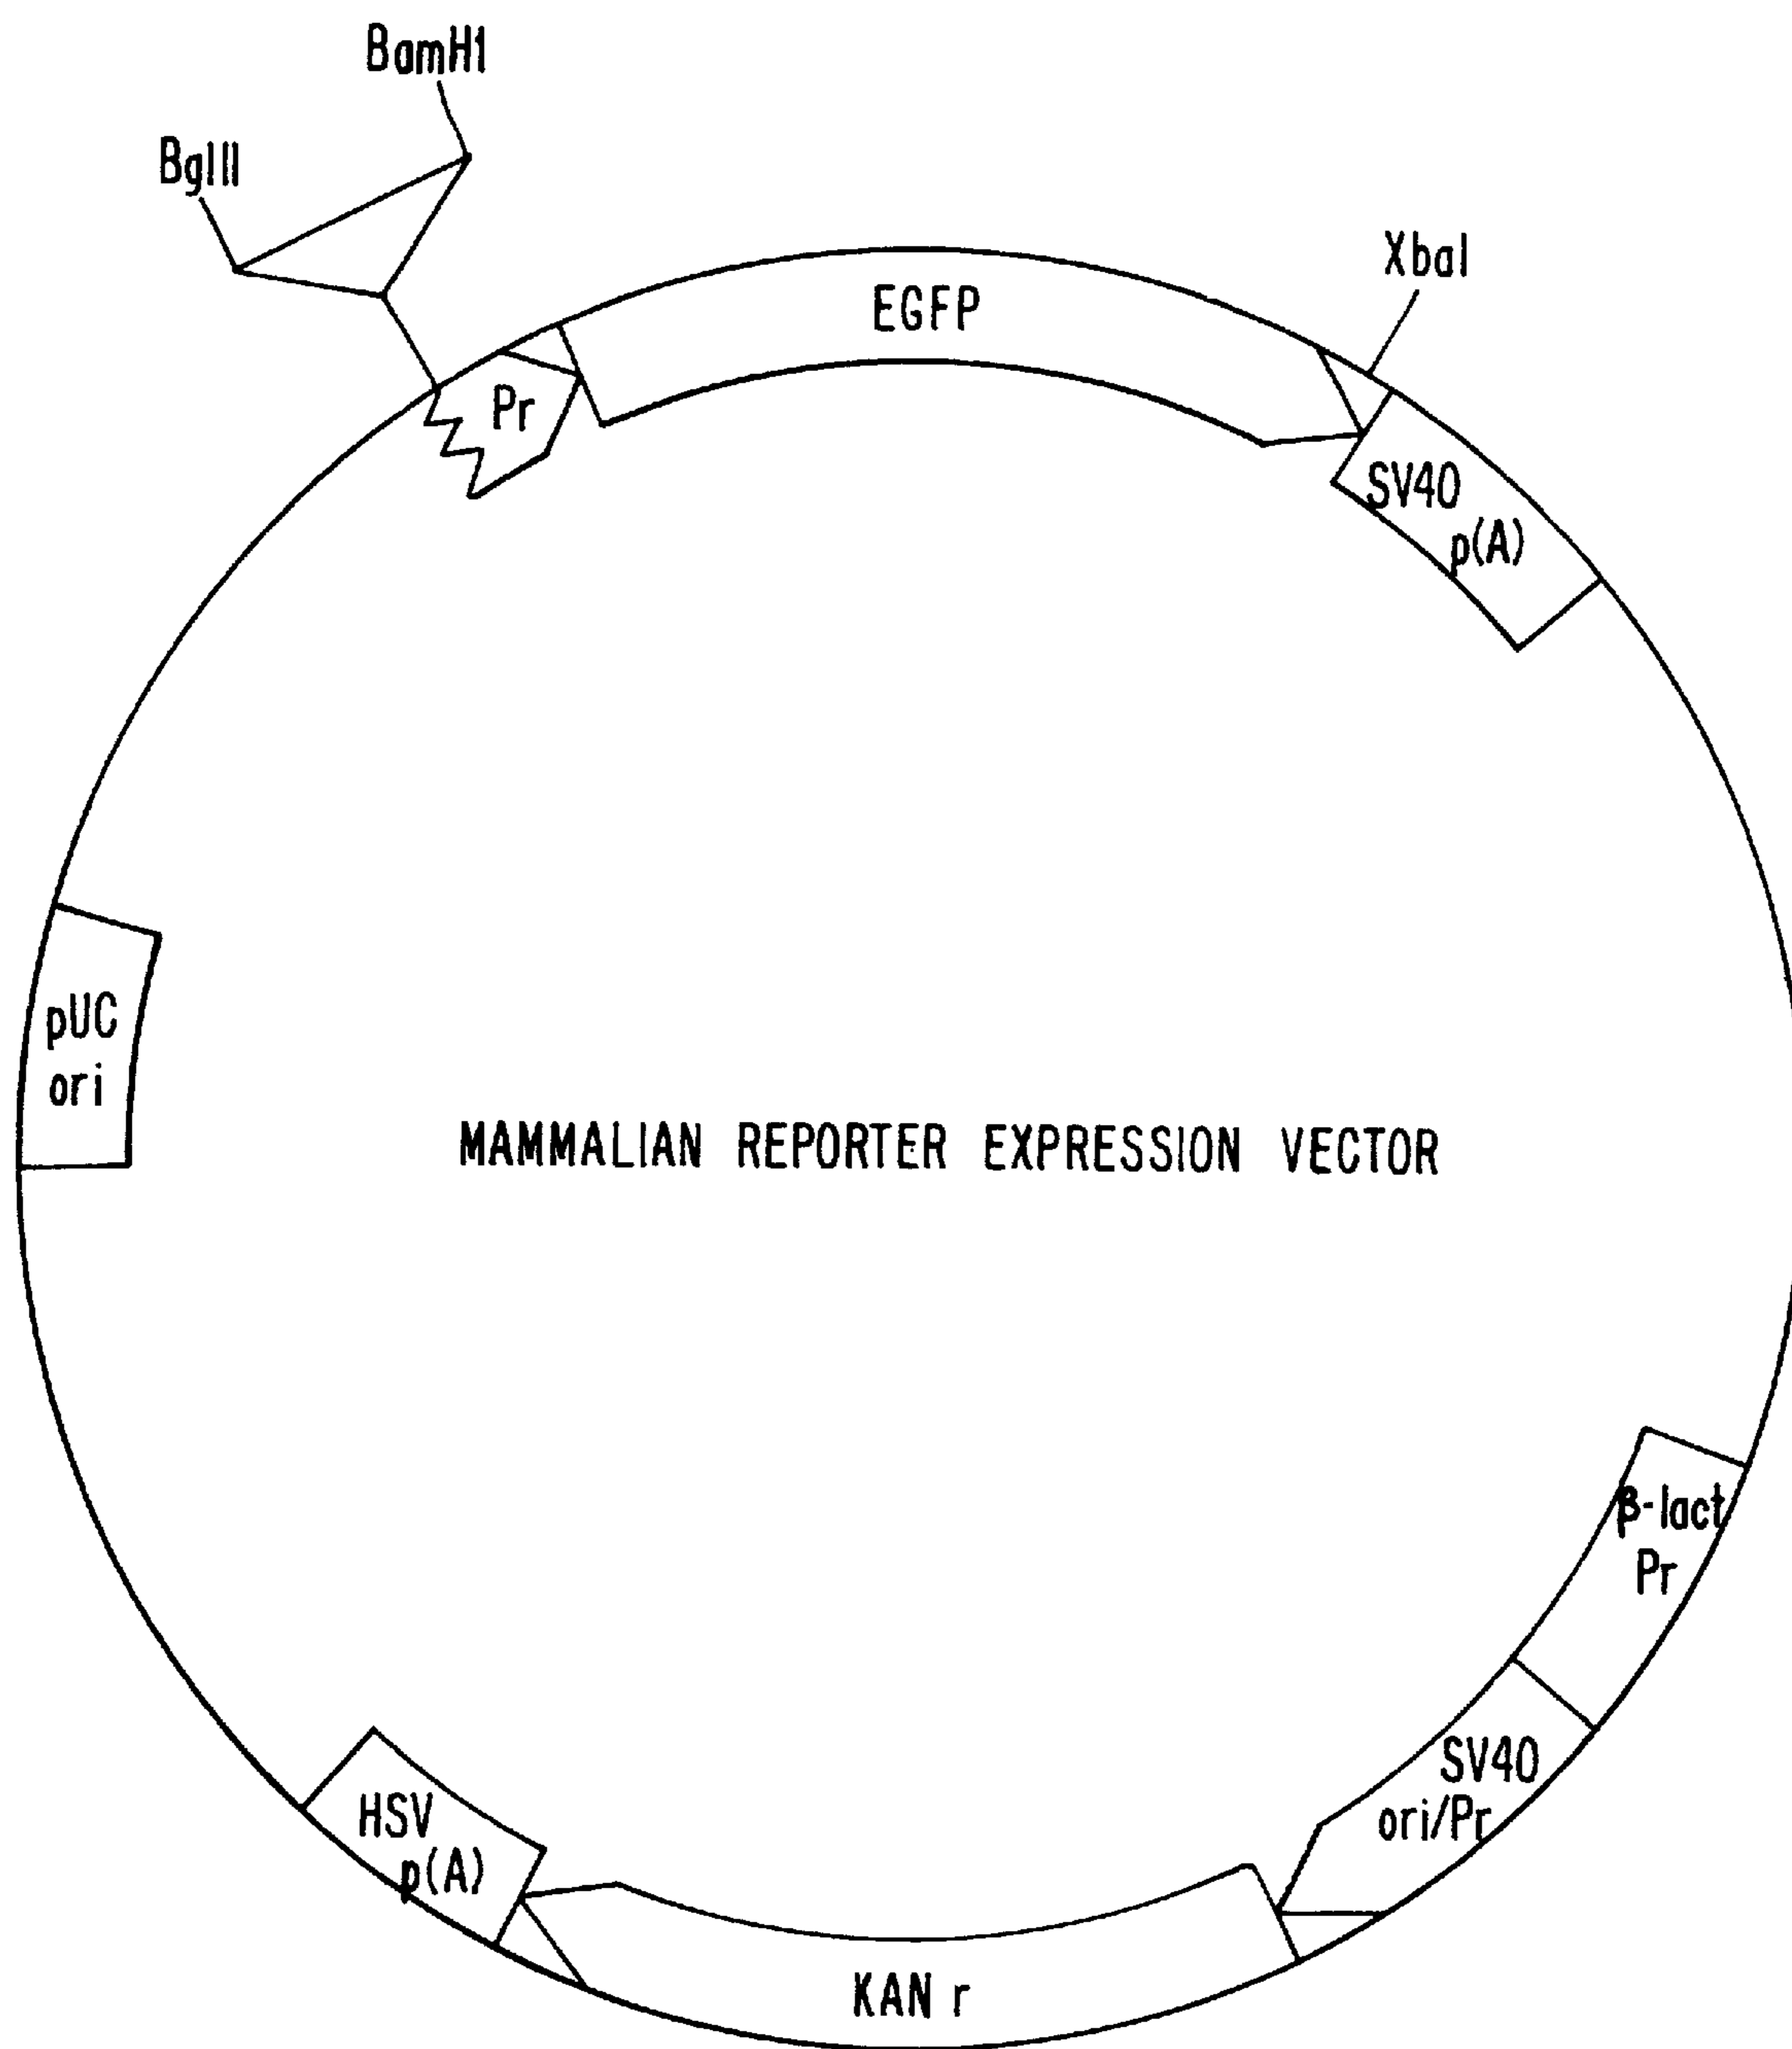 BamH1
BglII
XbaI
EGFP
Pr
SV40
p(A)
pUC
ori
MAMMALIAN REPORTER EXPRESSION VECTOR
β-lact
Pr
SV40
ori/Pr
HSV
p(A)
KAN r